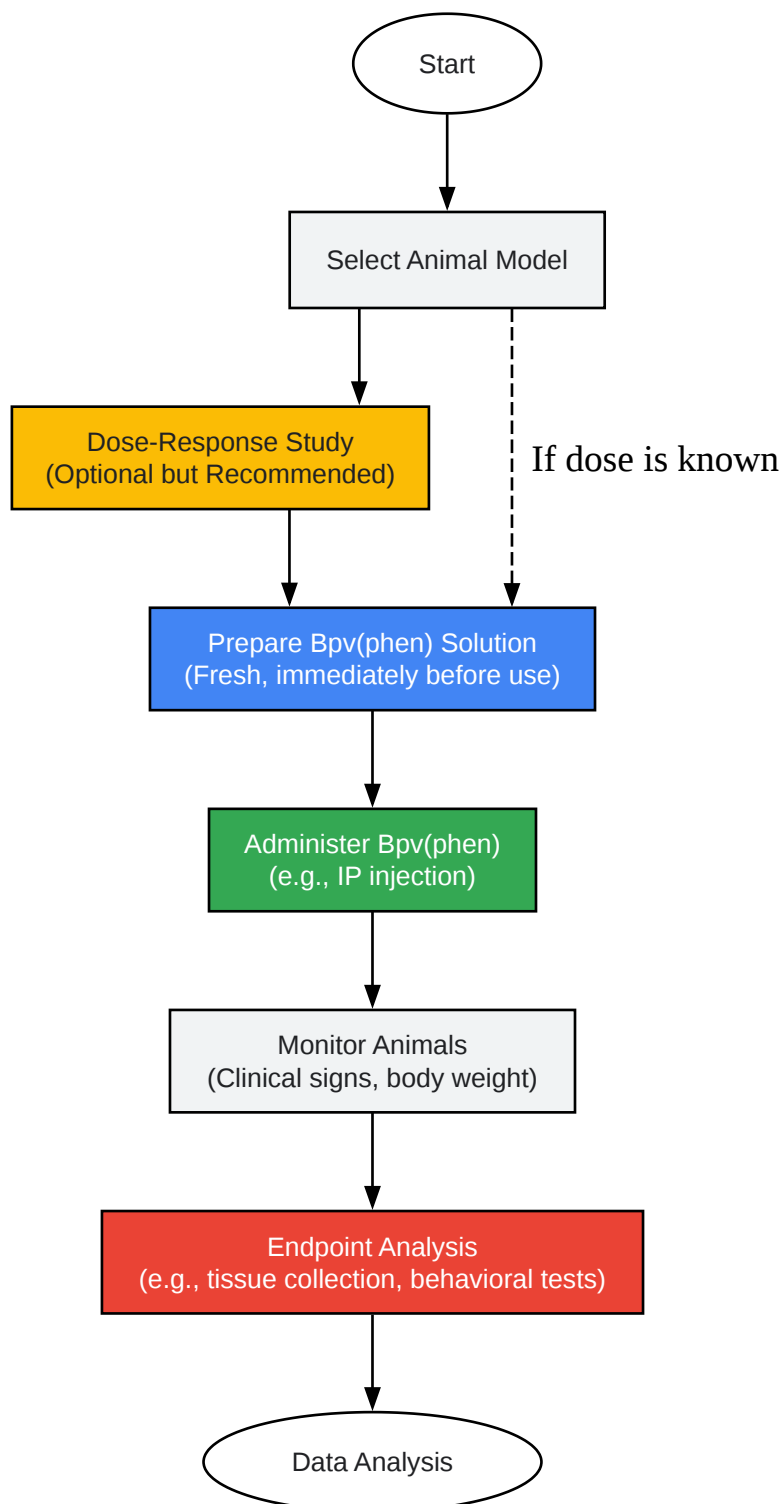 Start
Select Animal Model
Dose-Response Study
(Optional but Recommended)
If dose is known
Prepare Bpv(phen) Solution
(Fresh, immediately before use)
Administer Bpv(phen)
(e.g., IP injection)
Monitor Animals
(Clinical signs, body weight)
Endpoint Analysis
(e.g., tissue collection, behavioral tests)
Data Analysis